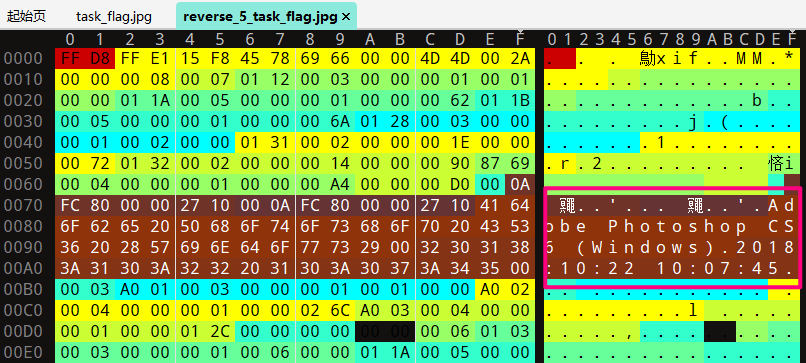 起始页 task_flag.jpg reverse_5_task_flag.jpg ×
0 1 2 3 4 5 6 7 8 9 A B C D E F 0 1 2 3 4 5 6 7 8 9 A B C D E F
0000 FF D8 FF E1 15 F8 45 78 69 66 00 00 4D 4D 00 2A . . . 鳨xif..MM.*
0010 00 00 00 08 00 07 01 12 00 03 00 00 00 01 00 01 ................
0020 00 00 01 1A 00 05 00 00 00 01 00 00 00 62 01 1B .............b..
0030 00 05 00 00 00 01 00 00 00 6A 01 28 00 03 00 00 .........j.(....
0040 00 01 00 02 00 00 01 31 00 02 00 00 00 1E 00 00 .......1........
0050 00 72 01 32 00 02 00 00 00 14 00 00 00 90 87 69 .r.2.........i
0060 00 04 00 00 00 01 00 00 00 A4 00 00 00 D0 00 0A
0070 FC 80 00 00 27 10 00 0A FC 80 00 00 27 10 41 64 ..'... ..'.Ad
0080 6F 62 65 20 50 68 6F 74 6F 73 68 6F 70 20 43 53 obe Photoshop CS
0090 36 20 28 57 69 6E 64 6F 77 73 29 00 32 30 31 38 6 (Windows).2018
00A0 3A 31 30 3A 32 32 20 31 30 3A 30 37 3A 34 35 00 :10:22 10:07:45.
00B0 00 03 A0 01 00 03 00 00 00 01 00 01 00 00 A0 02
00C0 00 04 00 00 00 01 00 00 02 6C A0 03 00 04 00 00 l
00D0 00 01 00 00 01 2C 00 00 00 00 00 00 00 06 01 03 .....,..........
00E0 00 03 00 00 00 01 00 06 00 00 01 1A 00 05 00 00 ................